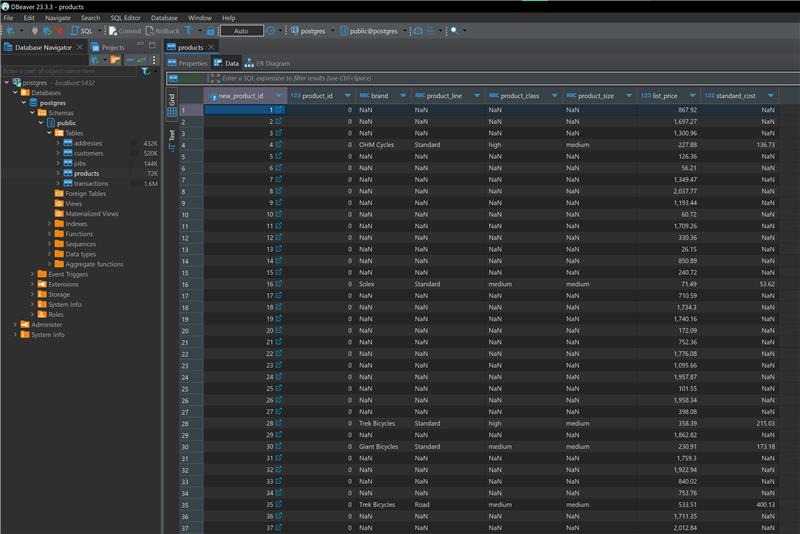 DBeaver 23.3.3 - products
File Edit Navigate Search SQL Editor Database Window Help
SQL Commit Rollback T Auto postgres public@postgres
Database Navigator Projects
Enter a part of object name here
postgres - localhost:5432
Databases
postgres
Schemas
public
Tables
addresses 432K
customers 520K
jobs 144K
products 72K
transactions 1.6M
Foreign Tables
Views
Materialized Views
Indexes
Functions
Sequences
Data types
Aggregate functions
Event Triggers
Extensions
Storage
System Info
Roles
Administer
System Info
products
Properties Data ER Diagram
Enter a SQL expression to filter results (use Ctrl+Space)
Grid
Text
new_product_id 123 product_id ABC brand ABC product_line ABC product_class ABC product_size 123 list_price 123 standard_cost
1 1 0 NaN NaN NaN NaN 867.92 NaN
2 2 0 NaN NaN NaN NaN 1,697.27 NaN
3 3 0 NaN NaN NaN NaN 1,300.96 NaN
4 4 0 OHM Cycles Standard high medium 227.88 136.73
5 5 0 NaN NaN NaN NaN 126.36 NaN
6 6 0 NaN NaN NaN NaN 56.21 NaN
7 7 0 NaN NaN NaN NaN 1,349.47 NaN
8 8 0 NaN NaN NaN NaN 2,037.77 NaN
9 9 0 NaN NaN NaN NaN 1,193.44 NaN
10 10 0 NaN NaN NaN NaN 60.72 NaN
11 11 0 NaN NaN NaN NaN 1,709.26 NaN
12 12 0 NaN NaN NaN NaN 330.36 NaN
13 13 0 NaN NaN NaN NaN 26.15 NaN
14 14 0 NaN NaN NaN NaN 850.89 NaN
15 15 0 NaN NaN NaN NaN 240.72 NaN
16 16 0 Solex Standard medium medium 71.49 53.62
17 17 0 NaN NaN NaN NaN 710.59 NaN
18 18 0 NaN NaN NaN NaN 1,734.3 NaN
19 19 0 NaN NaN NaN NaN 1,740.16 NaN
20 20 0 NaN NaN NaN NaN 172.09 NaN
21 21 0 NaN NaN NaN NaN 752.36 NaN
22 22 0 NaN NaN NaN NaN 1,776.08 NaN
23 23 0 NaN NaN NaN NaN 1,095.66 NaN
24 24 0 NaN NaN NaN NaN 1,957.87 NaN
25 25 0 NaN NaN NaN NaN 101.55 NaN
26 26 0 NaN NaN NaN NaN 1,958.34 NaN
27 27 0 NaN NaN NaN NaN 398.08 NaN
28 28 0 Trek Bicycles Standard high medium 358.39 215.03
29 29 0 NaN NaN NaN NaN 1,862.82 NaN
30 30 0 Giant Bicycles Standard medium medium 230.91 173.18
31 31 0 NaN NaN NaN NaN 1,759.3 NaN
32 32 0 NaN NaN NaN NaN 1,922.94 NaN
33 33 0 NaN NaN NaN NaN 840.02 NaN
34 34 0 NaN NaN NaN NaN 753.76 NaN
35 35 0 Trek Bicycles Road medium medium 533.51 400.13
36 36 0 NaN NaN NaN NaN 1,711.35 NaN
37 37 0 NaN NaN NaN NaN 2,012.84 NaN